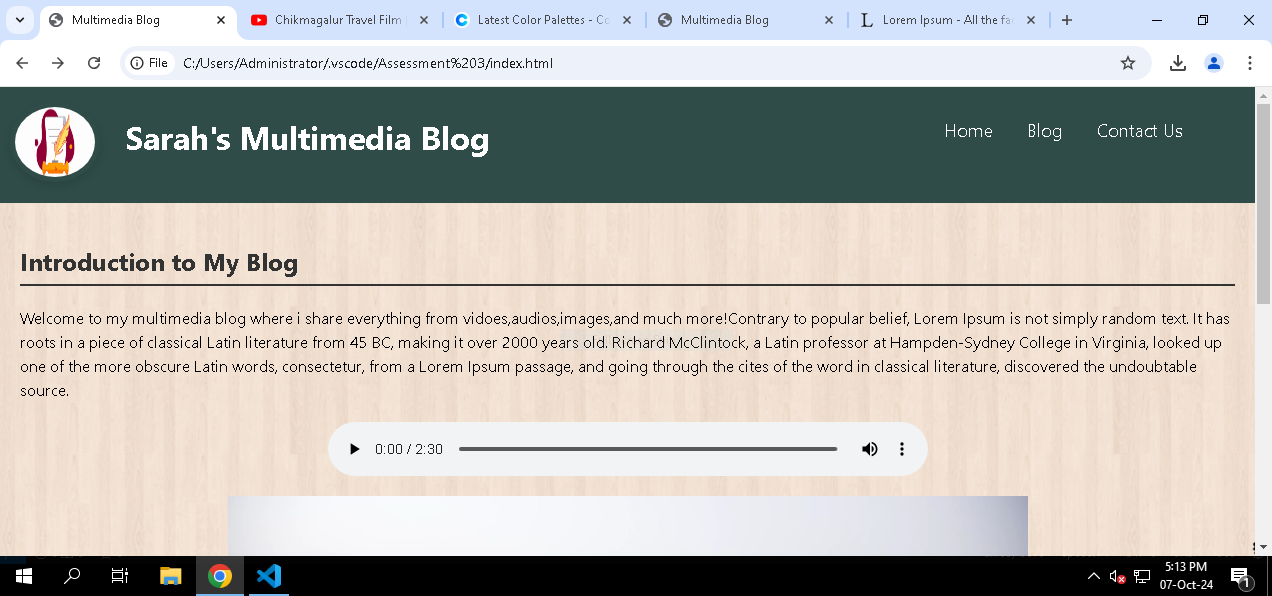 Multimedia Blog
Chikmagalur Travel Film
Latest Color Palettes - Co
Multimedia Blog
Lorem Ipsum - All the fac
File
C:/Users/Administrator/.vscode/Assessment%203/index.html
Sarah's Multimedia Blog
Home
Blog
Contact Us
Introduction to My Blog
Welcome to my multimedia blog where i share everything from vidoes,audios,images,and much more!Contrary to popular belief, Lorem Ipsum is not simply random text. It has
roots in a piece of classical Latin literature from 45 BC, making it over 2000 years old. Richard McClintock, a Latin professor at Hampden-Sydney College in Virginia, looked up
one of the more obscure Latin words, consectetur, from a Lorem Ipsum passage, and going through the cites of the word in classical literature, discovered the undoubtable
source.
0:00 / 2:30
5:13 PM
07-Oct-24
1